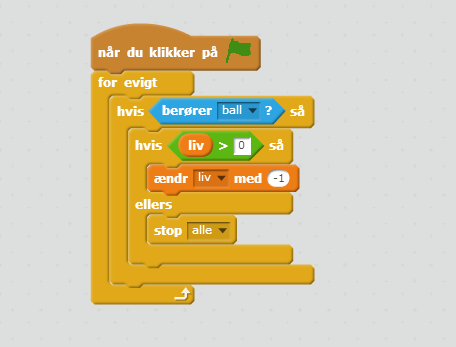 når du klikker på
for evigt
hvis berører ball ? så
hvis liv > 0 så
ændr liv med -1
ellers
stop alle